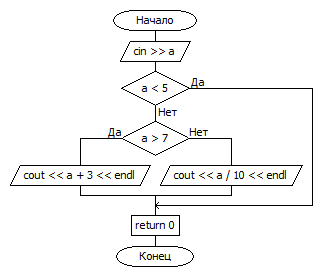 Начало
cin >> a
a < 5
Да
Нет
a > 7
Да
Нет
cout << a + 3 << endl
cout << a / 10 << endl
return 0
Конец